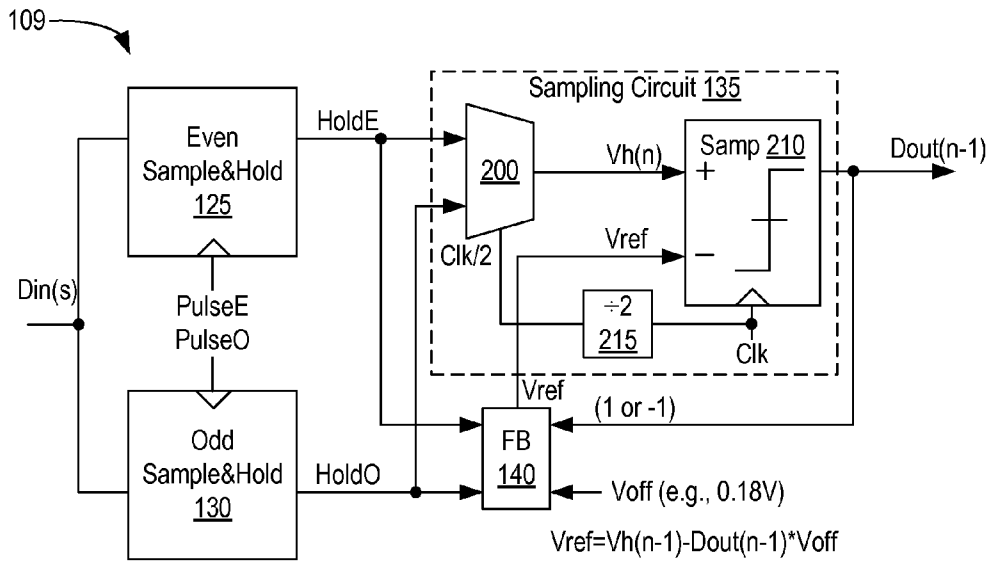 109
Sampling Circuit 135
Even
Sample&Hold
125
HoldE
200
Vh(n)
Samp 210
+
−
Dout(n-1)
Clk/2
Vref
÷2
215
Clk
Din(s)
PulseE
PulseO
Vref
(1 or -1)
Odd
Sample&Hold
130
HoldO
FB
140
Voff (e.g., 0.18V)
Vref=Vh(n-1)-Dout(n-1)*Voff